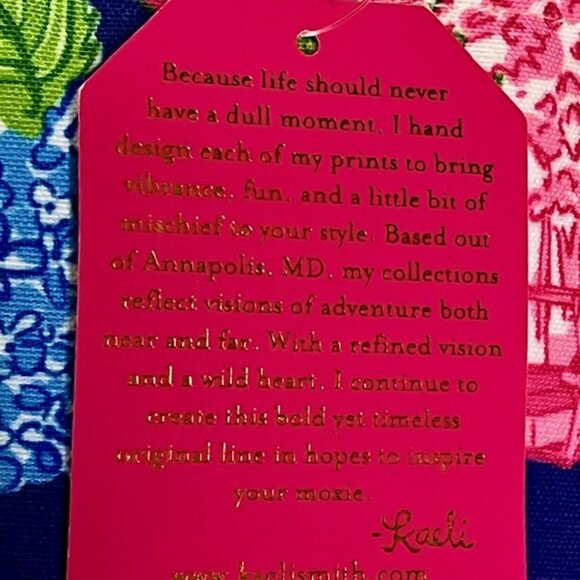 Because life should never
have a dull moment, I hand
design each of my prints to bring
vibrance, fun, and a little bit of
mischief to your style. Based out
of Annapolis, MD, my collections
reflect visions of adventure both
near and far. With a refined vision
and a wild heart, I continue to
create this bold yet timeless
original line in hopes to inspire
your moxie.
-Kaeli
www.kaelismith.com